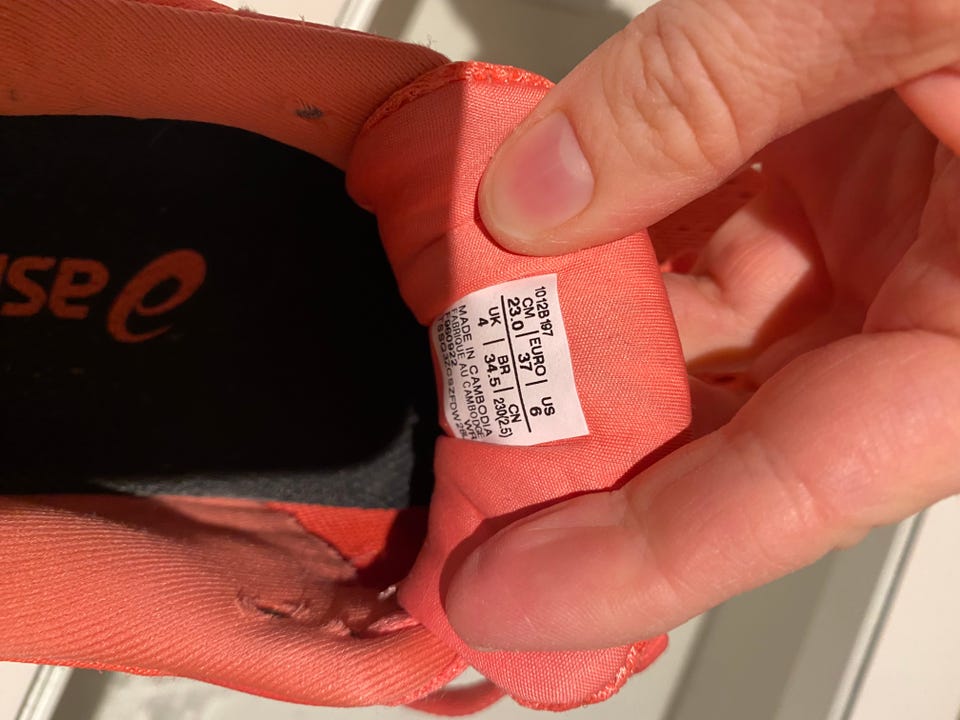 1012B197
CM | EURO | US
23.0 | 37 | 6
UK | BR | CN
4 | 34.5 | 230(2.5)
MADE IN CAMBODIA
FABRIQUE AU CAMBODGE
asi